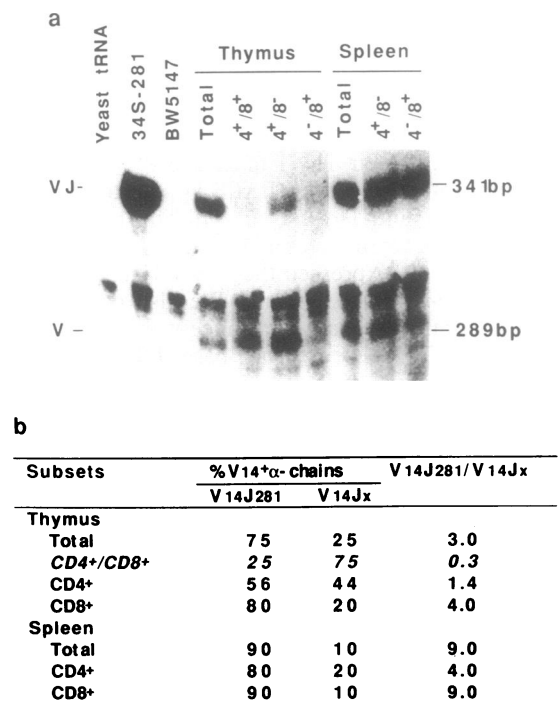 a
Thymus Spleen
Yeast tRNA
34S-281
BW5147
Total
4+/8+
4+/8-
4-/8+
Total
4+/8-
4-/8+
VJ-
-341bp
V -
-289bp
b
Subsets %V14+α-chains V14J281/V14Jx
V14J281 V14Jx
Thymus
Total 75 25 3.0
CD4+/CD8+ 25 75 0.3
CD4+ 56 44 1.4
CD8+ 80 20 4.0
Spleen
Total 90 10 9.0
CD4+ 80 20 4.0
CD8+ 90 10 9.0